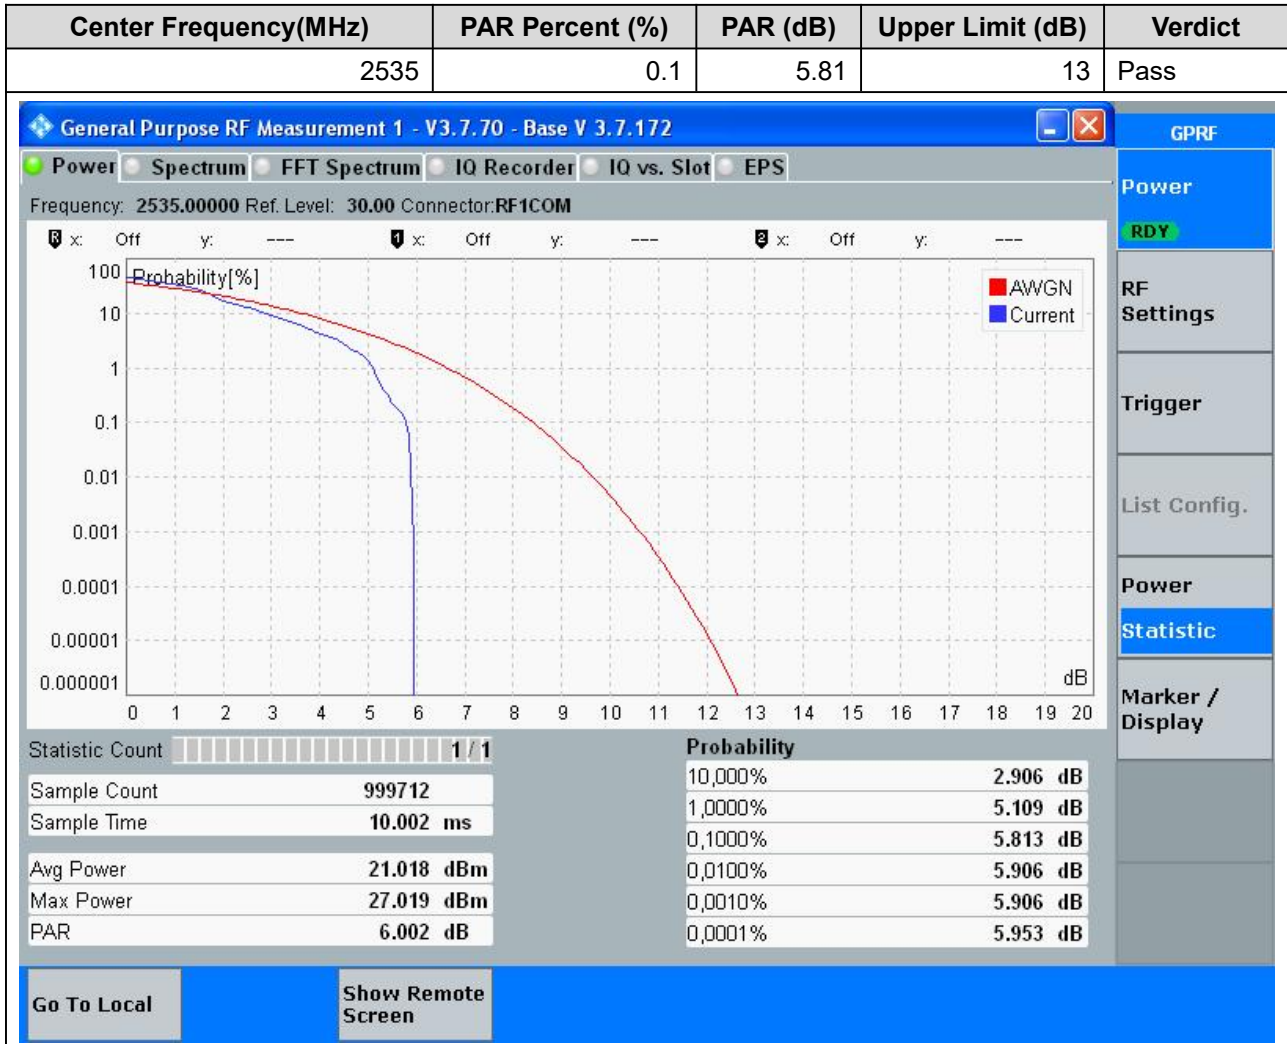 Center Frequency(MHz) PAR Percent (%) PAR (dB) Upper Limit (dB) Verdict
2535 0.1 5.81 13 Pass
General Purpose RF Measurement 1 - V3.7.70 - Base V 3.7.172
GPRF
Power Spectrum FFT Spectrum IQ Recorder IQ vs. Slot EPS
Frequency: 2535.00000 Ref. Level: 30.00 Connector:RF1COM
R x: Off y: --- 1 x: Off y: --- 2 x: Off y: ---
Probability[%]
AWGN
Current
100
10
1
0.1
0.01
0.001
0.0001
0.00001
0.000001
dB
0 1 2 3 4 5 6 7 8 9 10 11 12 13 14 15 16 17 18 19 20
Statistic Count 1 / 1
Sample Count 999712
Sample Time 10.002 ms
Avg Power 21.018 dBm
Max Power 27.019 dBm
PAR 6.002 dB
Probability
10,000% 2.906 dB
1,0000% 5.109 dB
0,1000% 5.813 dB
0,0100% 5.906 dB
0,0010% 5.906 dB
0,0001% 5.953 dB
Power
RDY
RF
Settings
Trigger
List Config.
Power
Statistic
Marker /
Display
Go To Local
Show Remote
Screen